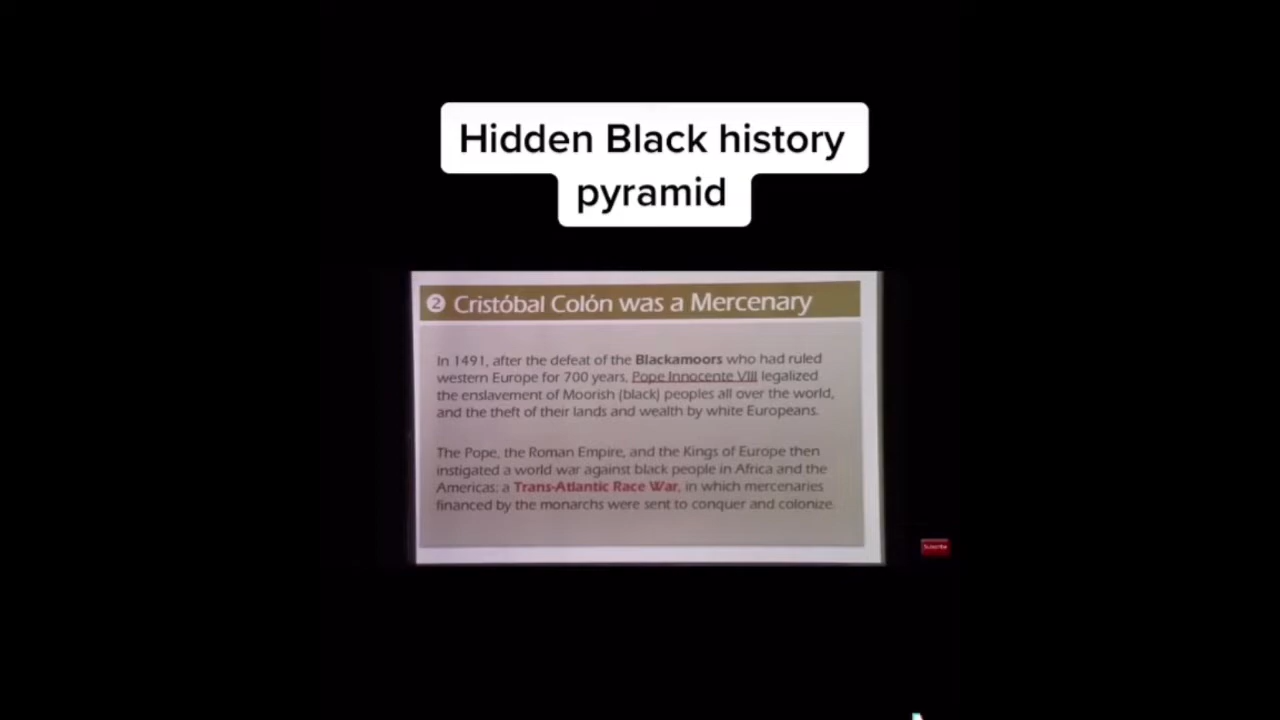 Hidden Black history
pyramid
2 Cristóbal Colón was a Mercenary
In 1491, after the defeat of the Blackamoors who had ruled
western Europe for 700 years, Pope Innocente VIII legalized
the enslavement of Moorish (black) peoples all over the world,
and the theft of their lands and wealth by white Europeans.
The Pope, the Roman Empire, and the Kings of Europe then
instigated a world war against black people in Africa and the
Americas: a Trans-Atlantic Race War, in which mercenaries
financed by the monarchs were sent to conquer and colonize.
Subscribe